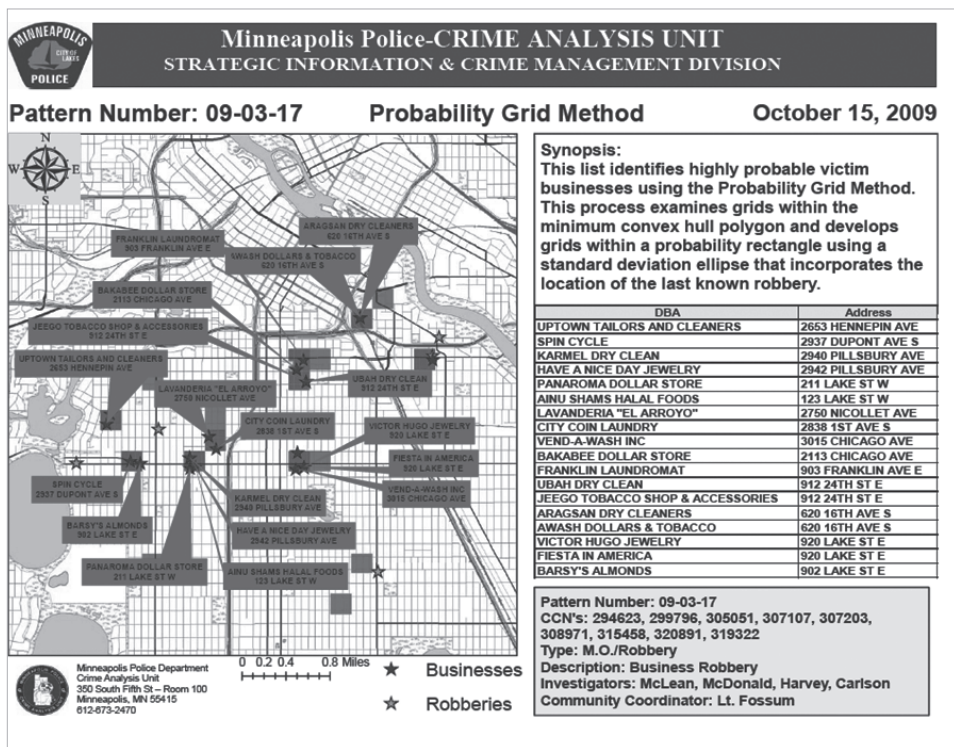 MINNEAPOLIS
CITY OF
LAKES
POLICE
Minneapolis Police-CRIME ANALYSIS UNIT
STRATEGIC INFORMATION & CRIME MANAGEMENT DIVISION
Pattern Number: 09-03-17 Probability Grid Method October 15, 2009
N
W E
S
ARAGSAN DRY CLEANERS
620 16TH AVE S
FRANKLIN LAUNDROMAT
903 FRANKLIN AVE E
AWASH DOLLARS & TOBACCO
620 16TH AVE S
BAKABEE DOLLAR STORE
2113 CHICAGO AVE
JEEGO TOBACCO SHOP & ACCESSORIES
912 24TH ST E
UPTOWN TAILORS AND CLEANERS
2653 HENNEPIN AVE
LAVANDERIA "EL ARROYO"
2750 NICOLLET AVE
UBAH DRY CLEAN
912 24TH ST E
CITY COIN LAUNDRY
2838 1ST AVE S
VICTOR HUGO JEWELRY
920 LAKE ST E
FIESTA IN AMERICA
920 LAKE ST E
SPIN CYCLE
2937 DUPONT AVE S
VEND-A-WASH INC
3015 CHICAGO AVE
KARMEL DRY CLEAN
2940 PILLSBURY AVE
BARSY'S ALMONDS
902 LAKE ST E
HAVE A NICE DAY JEWELRY
2942 PILLSBURY AVE
PANAROMA DOLLAR STORE
211 LAKE ST W
AINU SHAMS HALAL FOODS
123 LAKE ST W
Synopsis:
This list identifies highly probable victim
businesses using the Probability Grid Method.
This process examines grids within the
minimum convex hull polygon and develops
grids within a probability rectangle using a
standard deviation ellipse that incorporates the
location of the last known robbery.
DBA Address
UPTOWN TAILORS AND CLEANERS 2653 HENNEPIN AVE
SPIN CYCLE 2937 DUPONT AVE S
KARMEL DRY CLEAN 2940 PILLSBURY AVE
HAVE A NICE DAY JEWELRY 2942 PILLSBURY AVE
PANAROMA DOLLAR STORE 211 LAKE ST W
AINU SHAMS HALAL FOODS 123 LAKE ST W
LAVANDERIA "EL ARROYO" 2750 NICOLLET AVE
CITY COIN LAUNDRY 2838 1ST AVE S
VEND-A-WASH INC 3015 CHICAGO AVE
BAKABEE DOLLAR STORE 2113 CHICAGO AVE
FRANKLIN LAUNDROMAT 903 FRANKLIN AVE E
UBAH DRY CLEAN 912 24TH ST E
JEEGO TOBACCO SHOP & ACCESSORIES 912 24TH ST E
ARAGSAN DRY CLEANERS 620 16TH AVE S
AWASH DOLLARS & TOBACCO 620 16TH AVE S
VICTOR HUGO JEWELRY 920 LAKE ST E
FIESTA IN AMERICA 920 LAKE ST E
BARSY'S ALMONDS 902 LAKE ST E
Pattern Number: 09-03-17
CCN's: 294623, 299796, 305051, 307107, 307203,
308971, 315458, 320891, 319322
Type: M.O./Robbery
Description: Business Robbery
Investigators: McLean, McDonald, Harvey, Carlson
Community Coordinator: Lt. Fossum
Minneapolis Police Department
Crime Analysis Unit
350 South Fifth St – Room 100
Minneapolis, MN 55415
612-673-2470
0 0.2 0.4 0.8 Miles
Businesses
Robberies